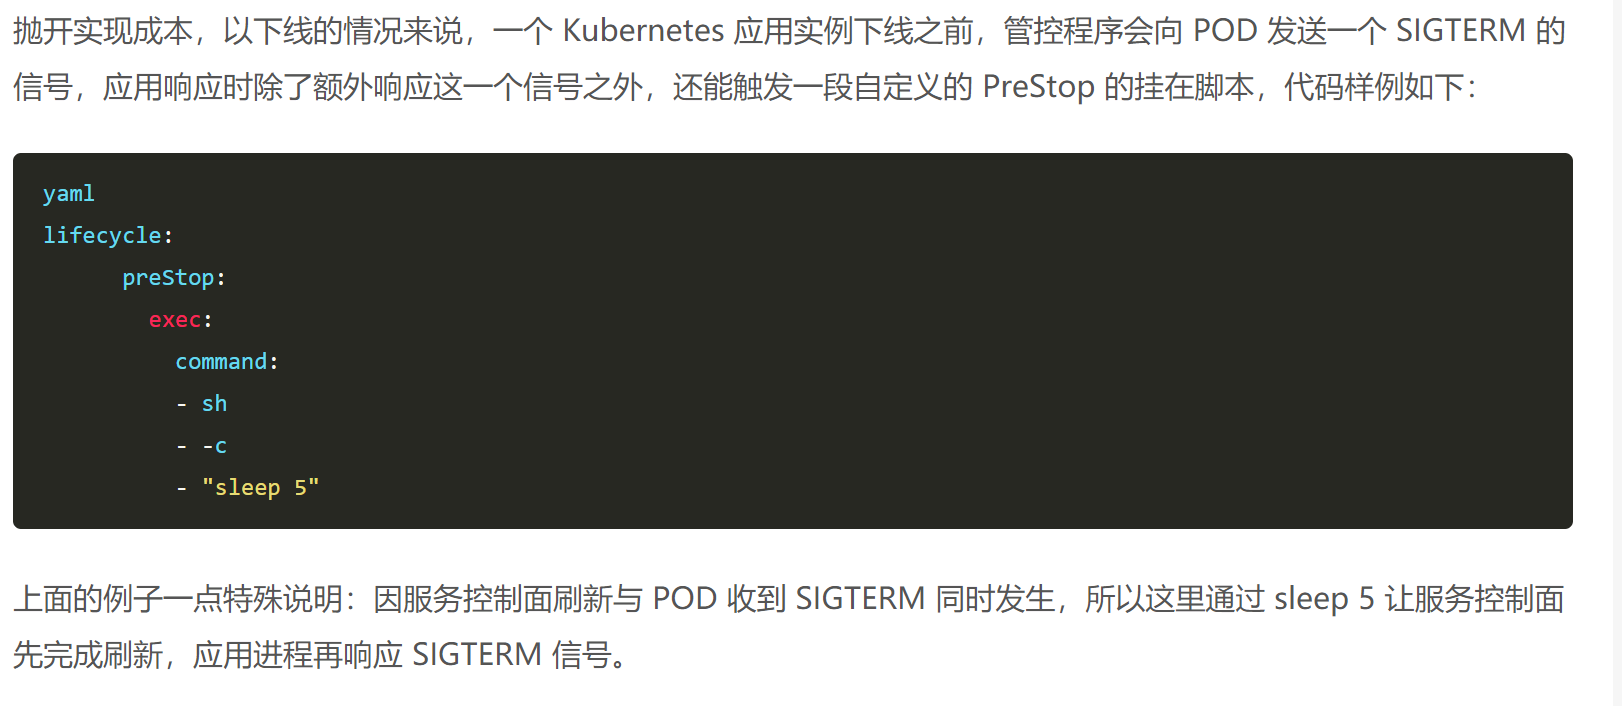 抛开实现成本，以下线的情况来说，一个 Kubernetes 应用实例下线之前，管控程序会向 POD 发送一个 SIGTERM 的
信号，应用响应时除了额外响应这一个信号之外，还能触发一段自定义的 PreStop 的挂在脚本，代码样例如下：
yaml
lifecycle:
      preStop:
        exec:
          command:
          - sh
          - -c
          - "sleep 5"
上面的例子一点特殊说明：因服务控制面刷新与 POD 收到 SIGTERM 同时发生，所以这里通过 sleep 5 让服务控制面
先完成刷新，应用进程再响应 SIGTERM 信号。